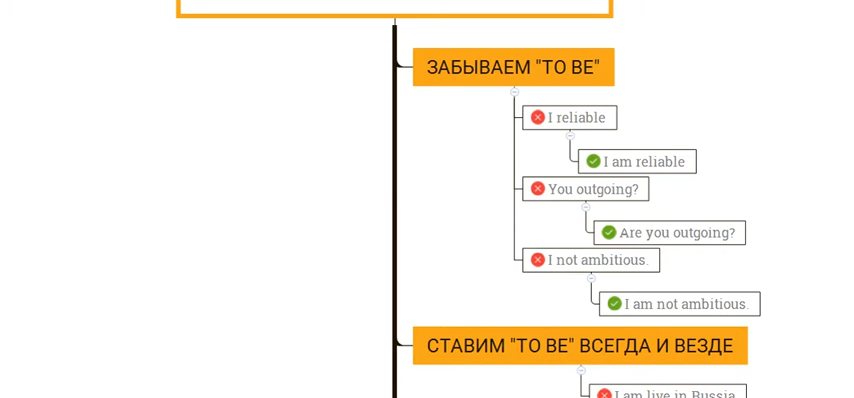 ЗАБЫВАЕМ "TO BE"
I reliable
I am reliable
You outgoing?
Are you outgoing?
I not ambitious.
I am not ambitious.
СТАВИМ "TO BE" ВСЕГДА И ВЕЗДЕ
I am live in Russia